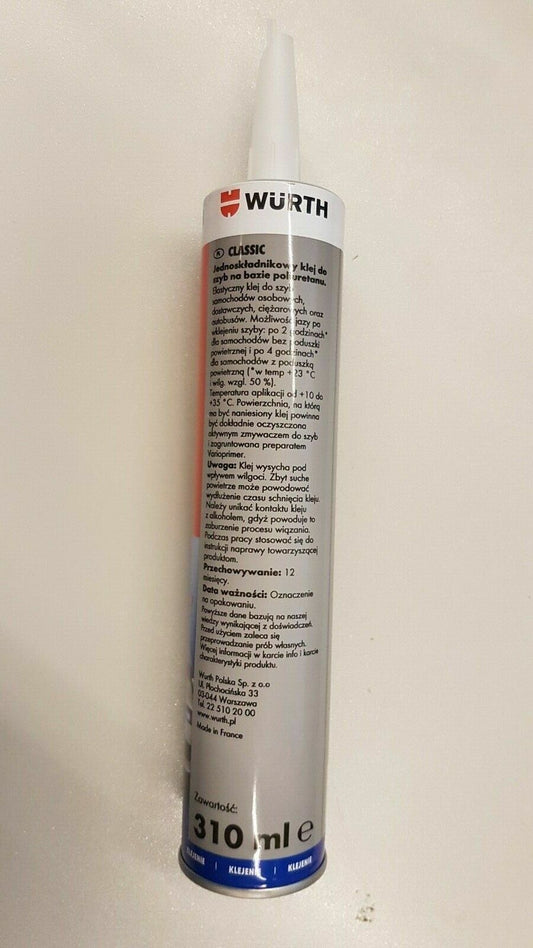 WÜRTH
K CLASSIC
Jednoskładnikowy klej do
szyb na bazie poliuretanu.
Elastyczny klej do szyb
samochodów osobowych,
dostawczych, ciężarowych oraz
autobusów. Możliwość jazy po
wklejeniu szyby: po 2 godzinach*
dla samochodów bez poduszki
powietrznej i po 4 godzinach*
dla samochodów z poduszką
powietrzną (*w temp +23 °C
i wilg. wzgl. 50 %).
Temperatura aplikacji od +10 do
+35 °C. Powierzchnia, na którą
ma być naniesiony klej powinna
być dokładnie oczyszczona
aktywnym zmywaczem do szyb
i zagruntowana preparatem
Varioprimer.
Uwaga: Klej wysycha pod
wpływem wilgoci. Zbyt suche
powietrze może powodować
wydłużenie czasu schnięcia kleju.
Należy unikać kontaktu kleju
z alkoholem, gdyż powoduje to
zaburzenie procesu wiązania.
Podczas pracy stosować się do
instrukcji naprawy towarzyszącej
produktom.
Przechowywanie: 12
miesięcy.
Data ważności: Oznaczenie
na opakowaniu.
Powyższe dane bazują na naszej
wiedzy wynikającej z doświadczeń.
Przed użyciem zaleca się
przeprowadzanie prób własnych.
Więcej informacji w karcie info i karcie
charakterystyki produktu.
Wurth Polska Sp. z o.o
Ul. Płochocińska 33
03-044 Warszawa
Tel. 22 510 20 00
www.wurth.pl
Made in France
Zawartość:
310 ml ℮
KLEJENIE | KLEJENIE | KLEJENIE